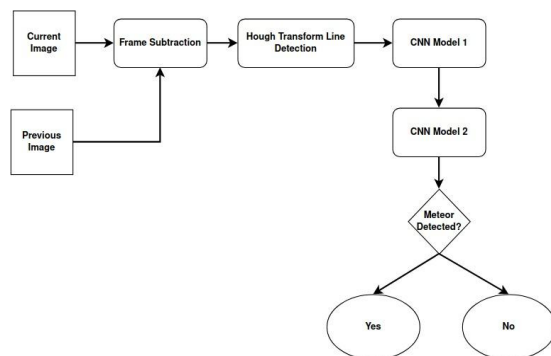 Current
Image
Frame Subtraction
Hough Transform Line
Detection
CNN Model 1
Previous
Image
CNN Model 2
Meteor
Detected?
Yes
No